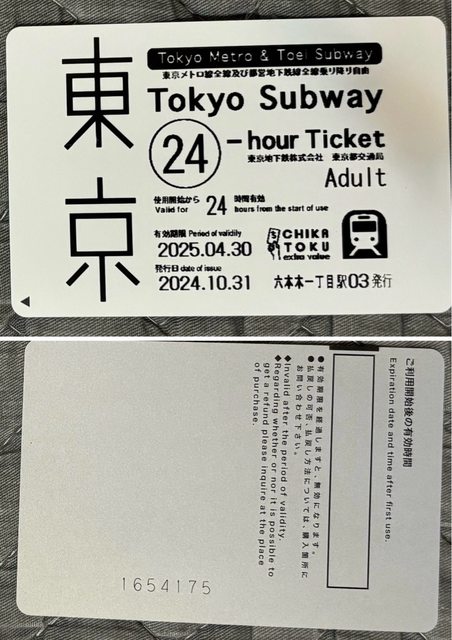 東京
Tokyo Metro & Toei Subway
東京メトロ線全線及び都営地下鉄線全線乗り降り自由
Tokyo Subway
24-hour Ticket
東京地下鉄株式会社 東京都交通局
Adult
使用開始から 24 時間有効
Valid for 24 hours from the start of use
有効期限 Period of validity
2025.04.30
CHIKA
TOKU
extra value
発行日 date of issue
2024.10.31
六本木一丁目駅03発行
ご利用開始後の有効時間
Expiration date and time after first use.
●有効期限を経過しますと、無効になります。
●払戻しの可否、払戻し方法については、購入箇所に
お問い合わせ下さい。
◆Invalid after the period of validity.
◆Regarding whether or nor it is possible to
get a refund please inquire at the place
of purchase.
1654175